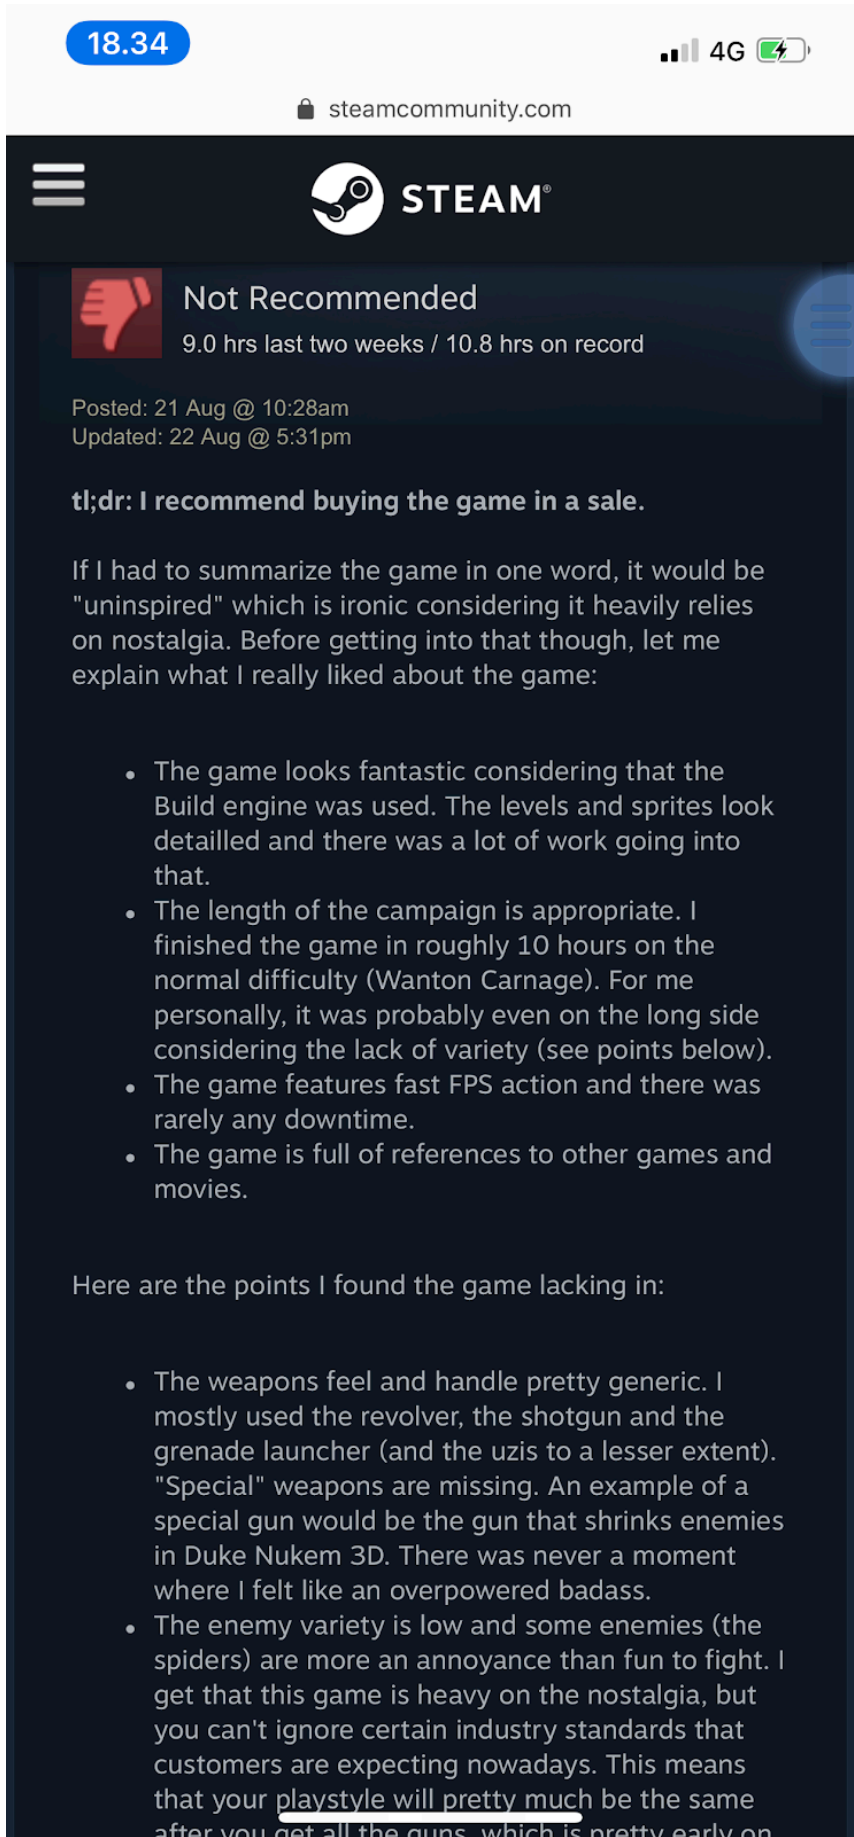 18.34
4G
steamcommunity.com
STEAM®
Not Recommended
9.0 hrs last two weeks / 10.8 hrs on record
Posted: 21 Aug @ 10:28am
Updated: 22 Aug @ 5:31pm
tl;dr: I recommend buying the game in a sale.
If I had to summarize the game in one word, it would be
"uninspired" which is ironic considering it heavily relies
on nostalgia. Before getting into that though, let me
explain what I really liked about the game:
• The game looks fantastic considering that the
Build engine was used. The levels and sprites look
detailled and there was a lot of work going into
that.
• The length of the campaign is appropriate. I
finished the game in roughly 10 hours on the
normal difficulty (Wanton Carnage). For me
personally, it was probably even on the long side
considering the lack of variety (see points below).
• The game features fast FPS action and there was
rarely any downtime.
• The game is full of references to other games and
movies.
Here are the points I found the game lacking in:
• The weapons feel and handle pretty generic. I
mostly used the revolver, the shotgun and the
grenade launcher (and the uzis to a lesser extent).
"Special" weapons are missing. An example of a
special gun would be the gun that shrinks enemies
in Duke Nukem 3D. There was never a moment
where I felt like an overpowered badass.
• The enemy variety is low and some enemies (the
spiders) are more an annoyance than fun to fight. I
get that this game is heavy on the nostalgia, but
you can't ignore certain industry standards that
customers are expecting nowadays. This means
that your playstyle will pretty much be the same
after you get all the guns, which is pretty early on